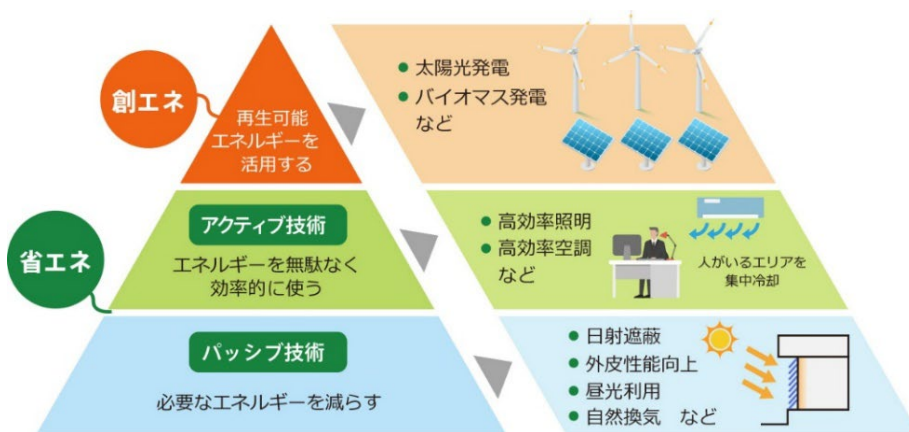 創エネ
再生可能
エネルギーを
活用する
● 太陽光発電
● バイオマス発電
など
省エネ
アクティブ技術
エネルギーを無駄なく
効率的に使う
● 高効率照明
● 高効率空調
など
人がいるエリアを
集中冷却
パッシブ技術
必要なエネルギーを減らす
● 日射遮蔽
● 外皮性能向上
● 昼光利用
● 自然換気 など